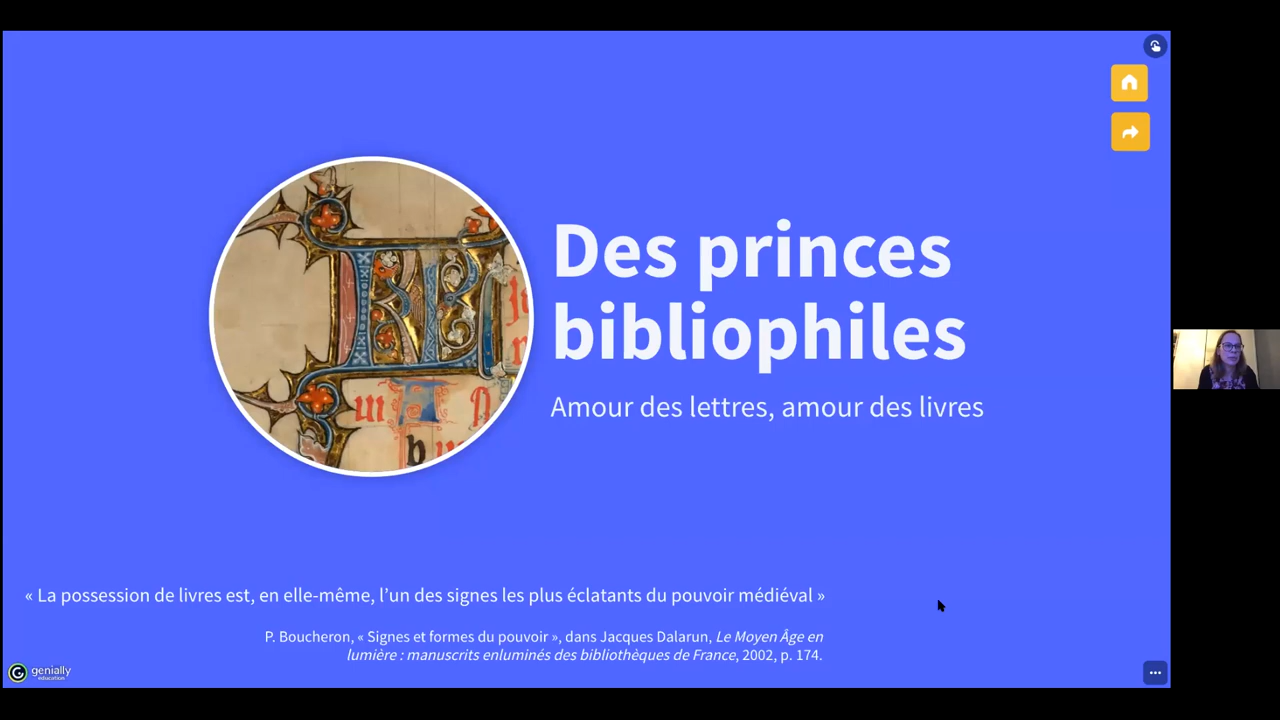 Des princes
bibliophiles
Amour des lettres, amour des livres
« La possession de livres est, en elle-même, l’un des signes les plus éclatants du pouvoir médiéval »
P. Boucheron, « Signes et formes du pouvoir », dans Jacques Dalarun, Le Moyen Âge en
lumière : manuscrits enluminés des bibliothèques de France, 2002, p. 174.
genially
education